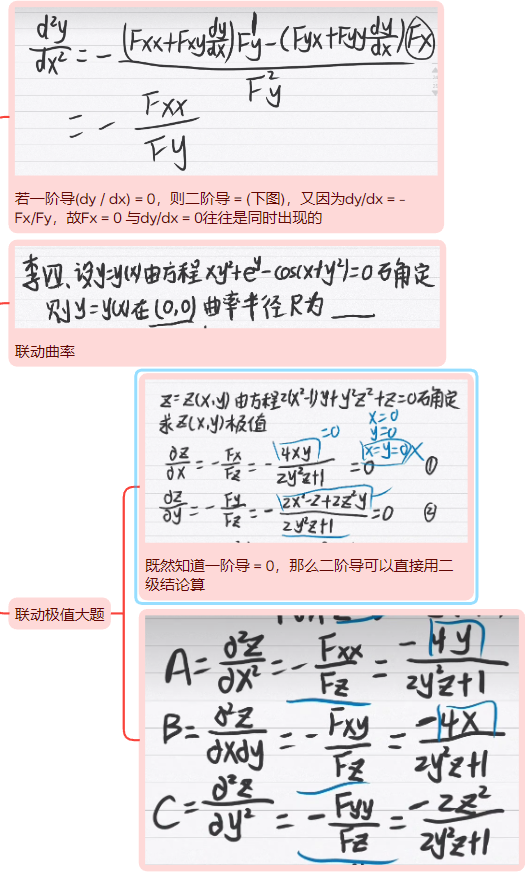 d²y/dx² = - (Fxx+Fxy dy/dx)Fy-(Fyx+Fyy dy/dx)Fx / Fy²
= - Fxx/Fy
若一阶导(dy / dx) = 0，则二阶导 = (下图)，又因为dy/dx = -
Fx/Fy，故Fx = 0 与dy/dx = 0往往是同时出现的
李四、设y=y(x)由方程 xy²+e^y-cos(x+y²)=0 确定
则y=y(x)在(0,0)曲率半径R为 ____
联动曲率
z=z(x,y)由方程2(x²-1)y+y²z²+z=0确定
求z(x,y)极值
=0
x=0
y=0
x=y=0 ×
∂z/∂x = - Fx/Fz = - 4xy/2y²z+1 =0 ①
∂z/∂y = - Fy/Fz = - 2x²-2+2z²y/2y²z+1 =0 ②
既然知道一阶导 = 0，那么二阶导可以直接用二
级结论算
联动极值大题
A= ∂²z/∂x² = - Fxx/Fz = -4y/2y²z+1
B= ∂²z/∂x∂y = - Fxy/Fz = -4x/2y²z+1
C= ∂²z/∂y² = - Fyy/Fz = -2z²/2y²z+1